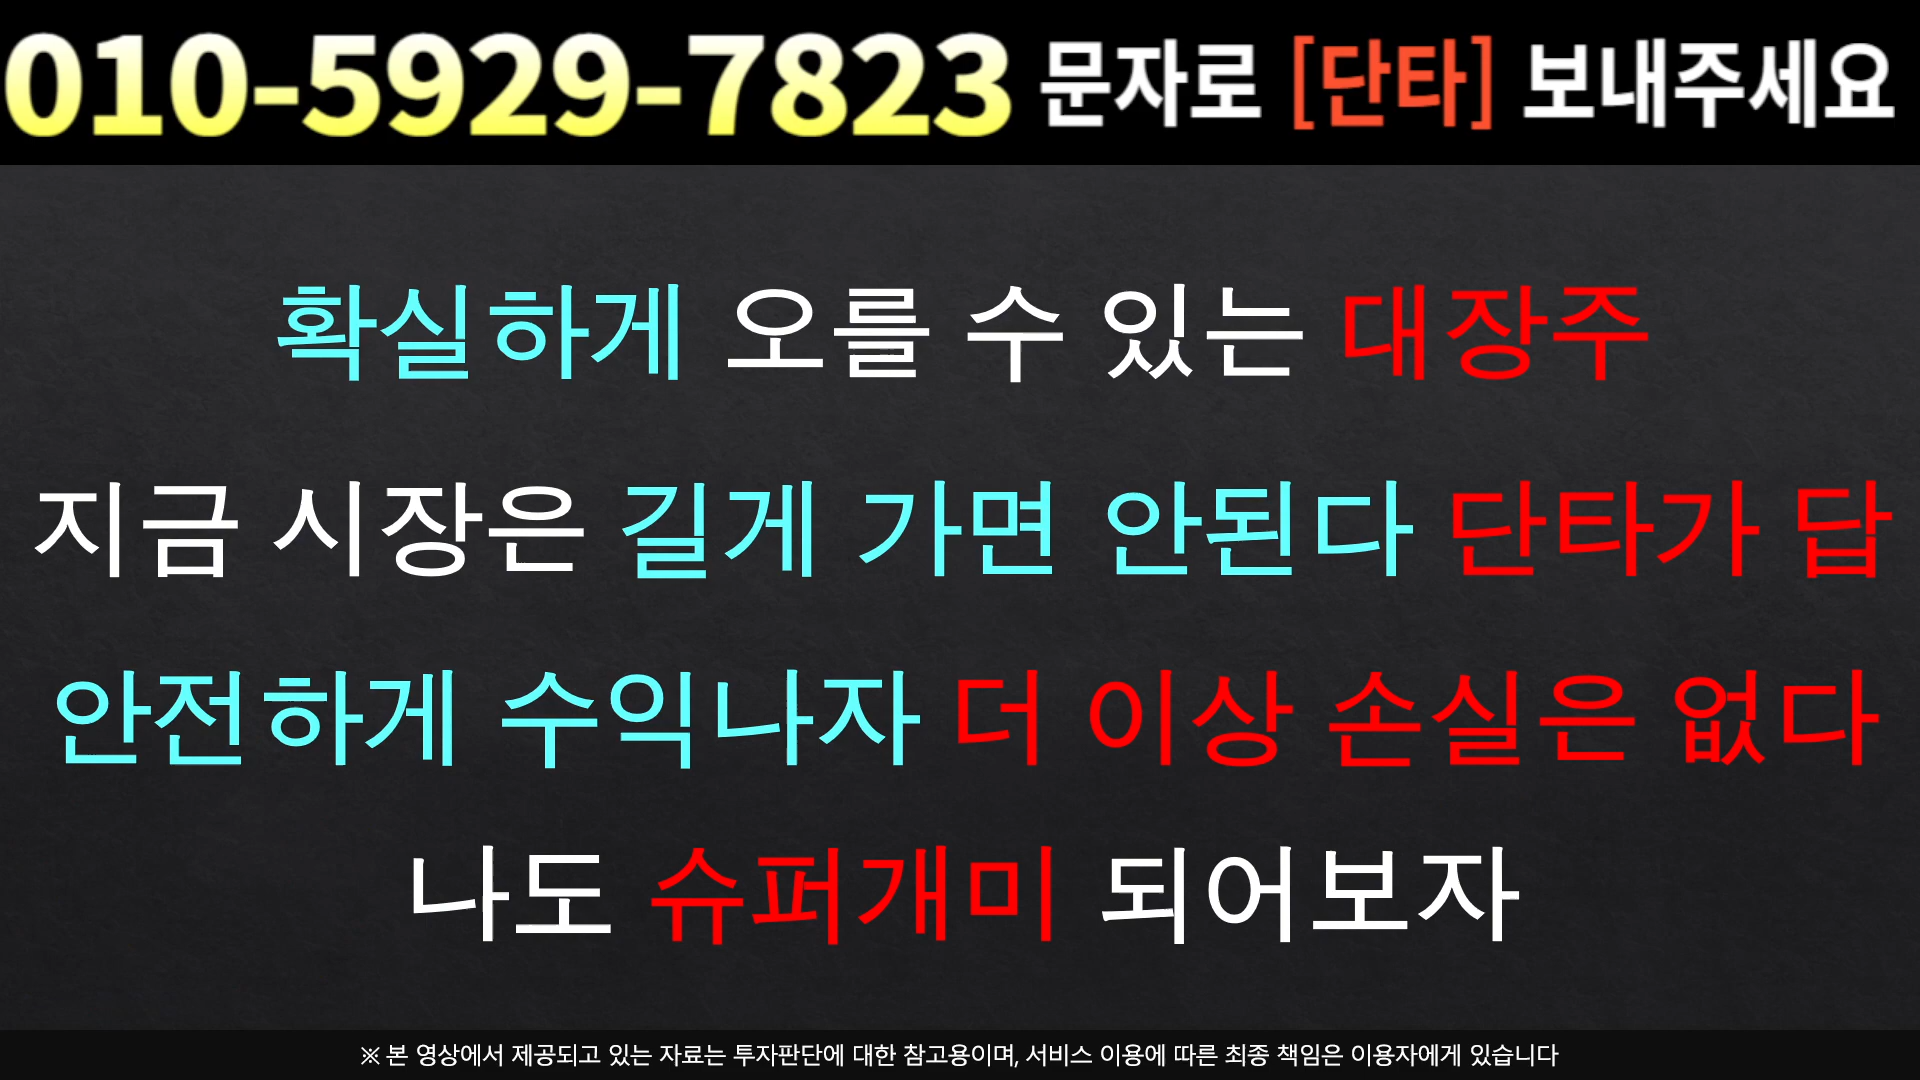 010-5929-7823 문자로 [단타] 보내주세요
확실하게 오를 수 있는 대장주
지금 시장은 길게 가면 안된다 단타가 답
안전하게 수익나자 더 이상 손실은 없다
나도 슈퍼개미 되어보자
※ 본 영상에서 제공되고 있는 자료는 투자판단에 대한 참고용이며, 서비스 이용에 따른 최종 책임은 이용자에게 있습니다